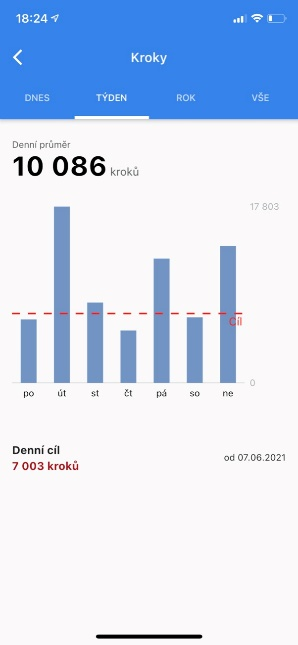 18:24
Kroky
DNES TÝDEN ROK VŠE
Denní průměr
10 086 kroků
17 803
Cíl
0
po út st čt pá so ne
Denní cíl
7 003 kroků
od 07.06.2021